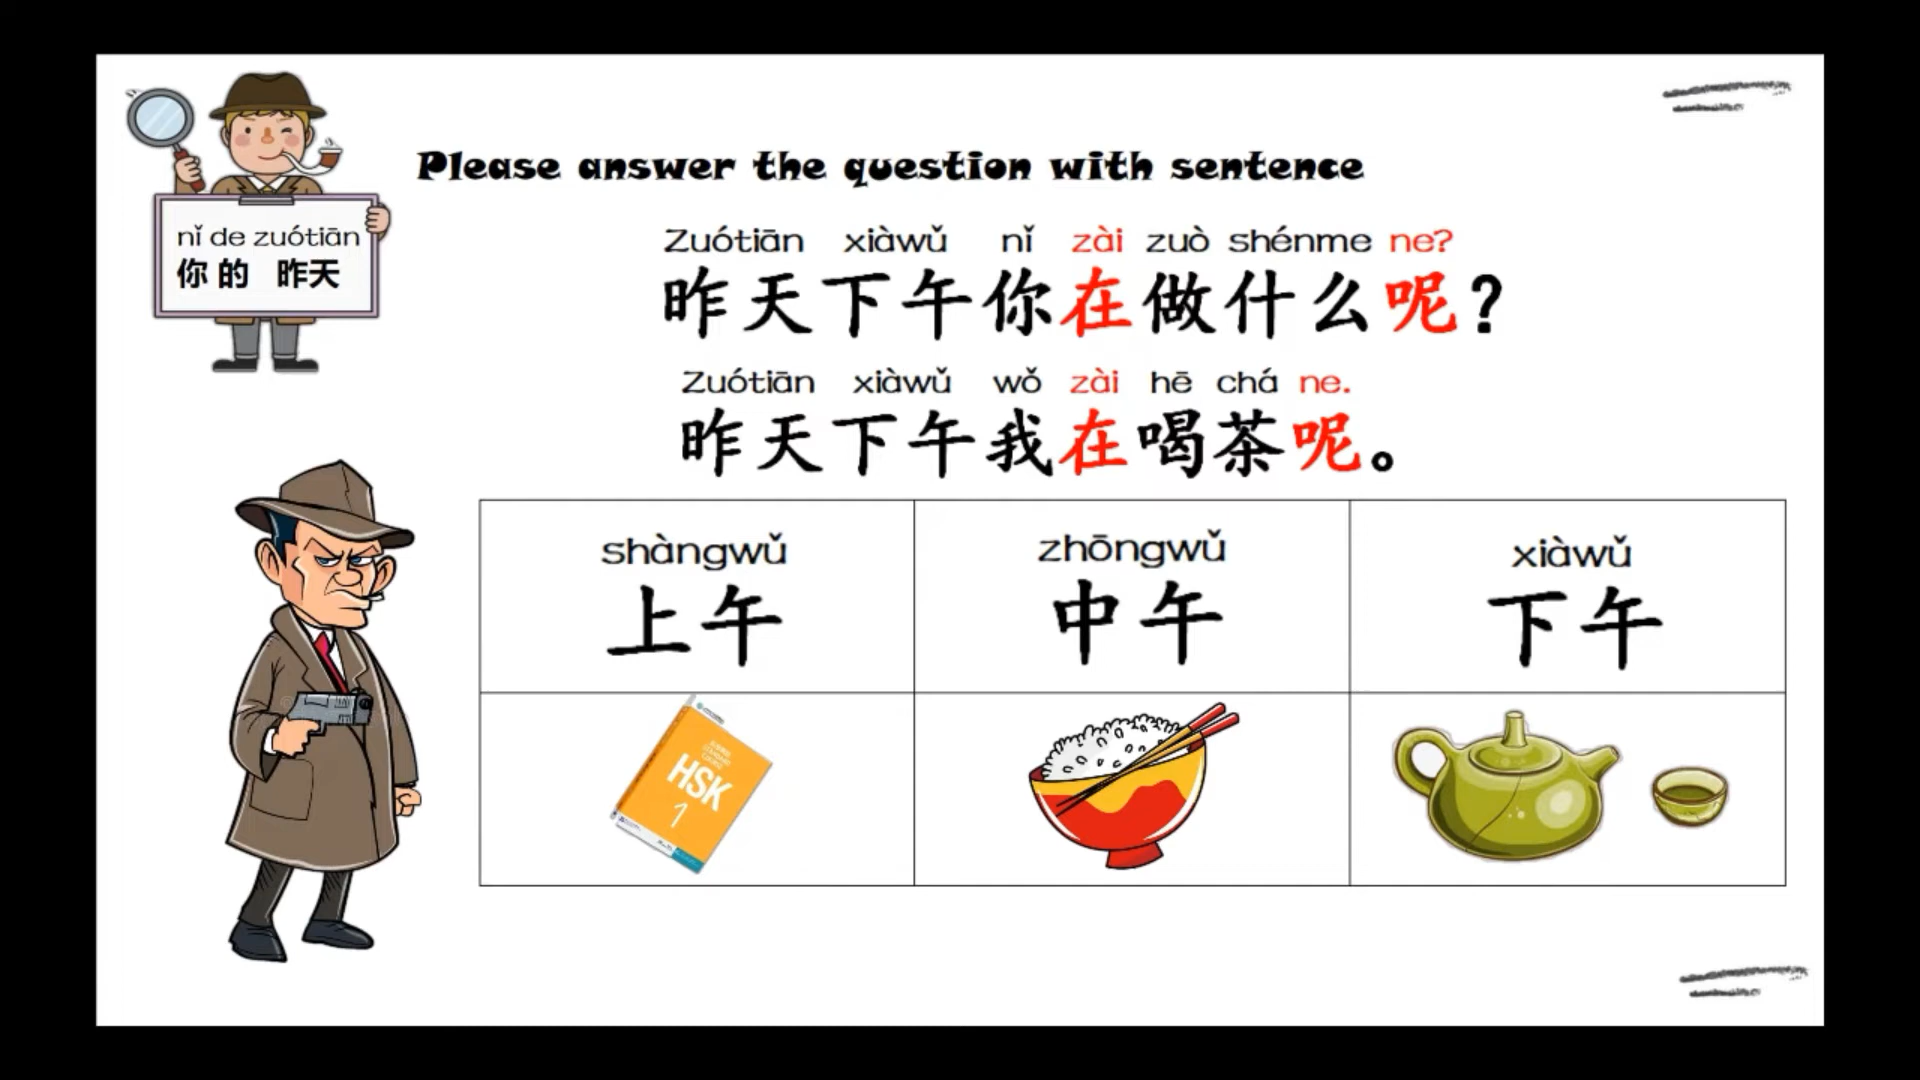 Please answer the question with sentence
nǐ de zuótiān
你的 昨天
Zuótiān xiàwǔ nǐ zài zuò shénme ne?
昨天下午你在做什么呢？
Zuótiān xiàwǔ wǒ zài hē chá ne.
昨天下午我在喝茶呢。
shàngwǔ zhōngwǔ xiàwǔ
上午 中午 下午
HSK
1